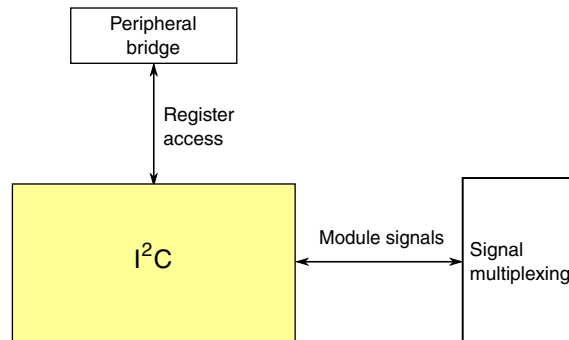 Peripheral
bridge
Register
access
I²C
Module signals
Signal
multiplexing